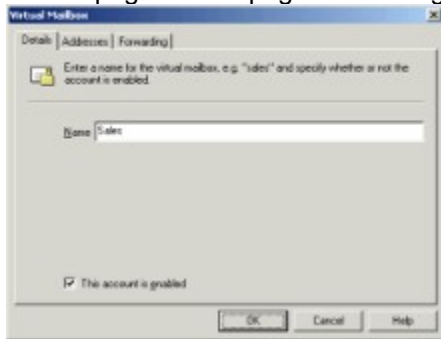 Virtual Mailbox
Details Addresses Forwarding
Enter a name for the virtual mailbox, e.g. "sales" and specify whether or not the
account is enabled.
Name Sales
This account is enabled
OK Cancel Help